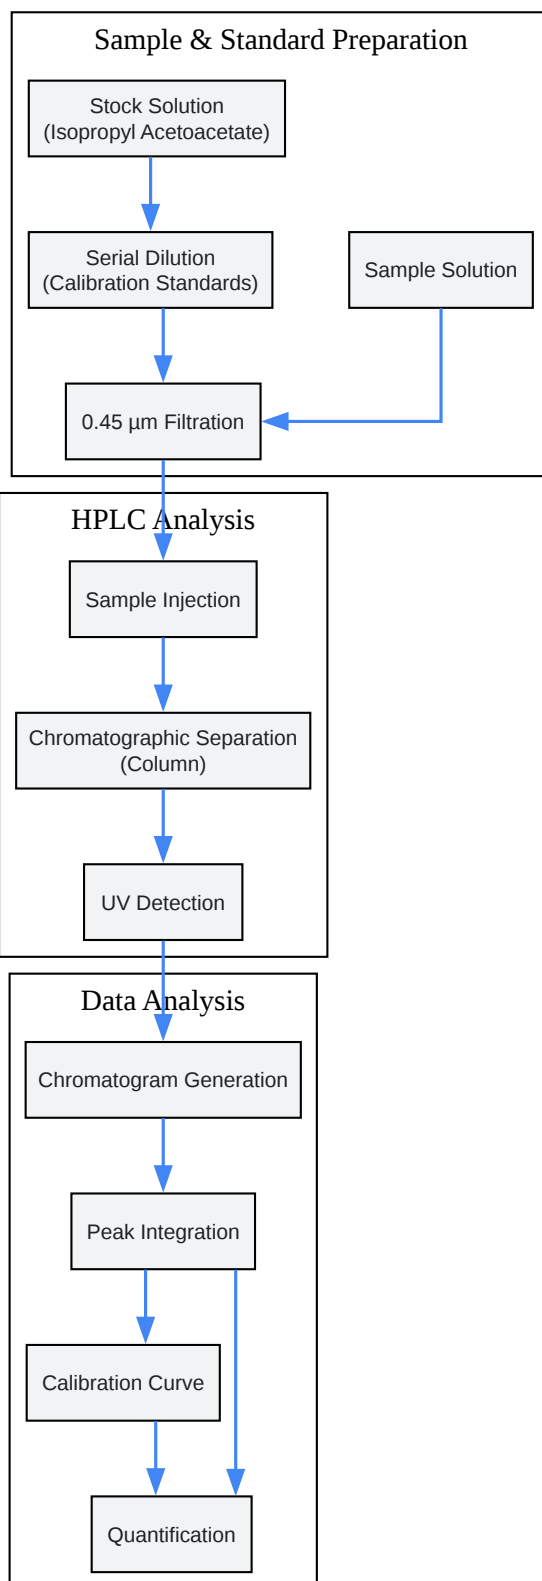 Sample & Standard Preparation
Stock Solution
(Isopropyl Acetoacetate)
Serial Dilution
(Calibration Standards)
Sample Solution
0.45 µm Filtration
HPLC Analysis
Sample Injection
Chromatographic Separation
(Column)
UV Detection
Data Analysis
Chromatogram Generation
Peak Integration
Calibration Curve
Quantification